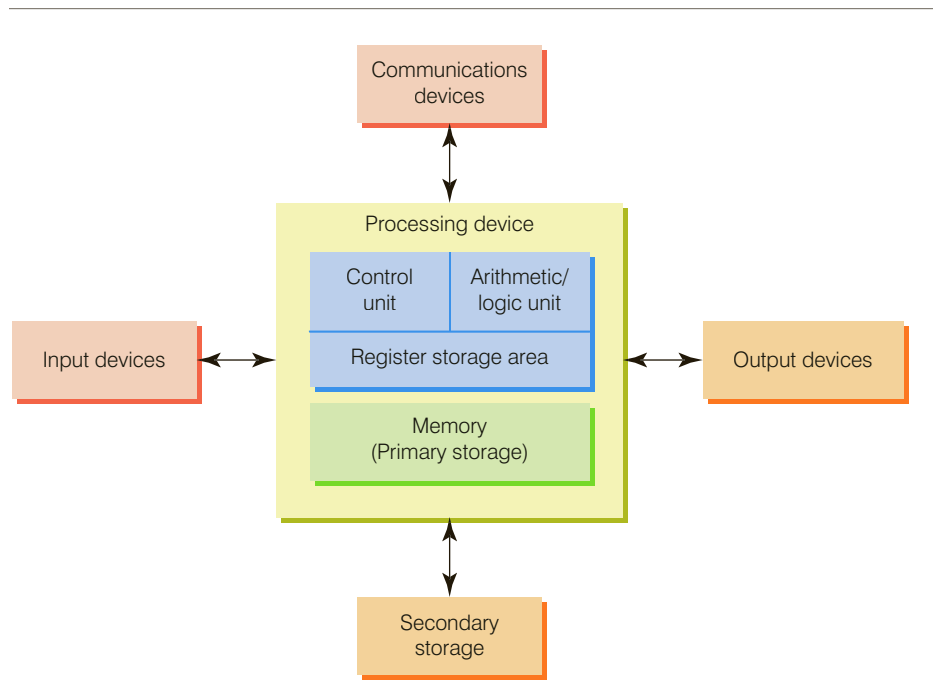 Communications
devices
Processing device
Control
unit
Arithmetic/
logic unit
Input devices
Register storage area
Output devices
Memory
(Primary storage)
Secondary
storage